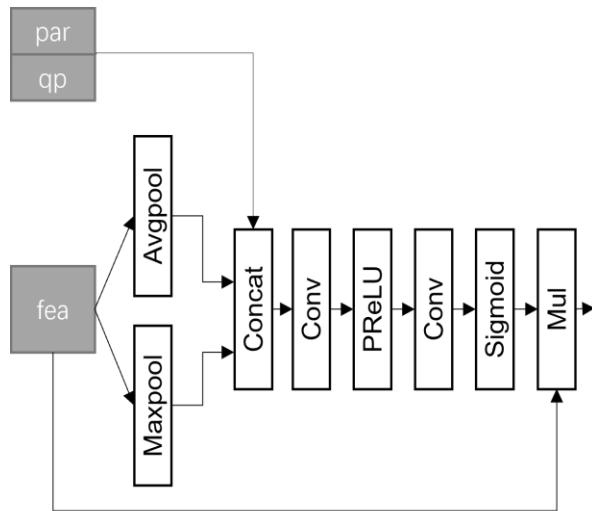 par
qp
fea
Avgpool
Maxpool
Concat
Conv
PReLU
Conv
Sigmoid
Mul